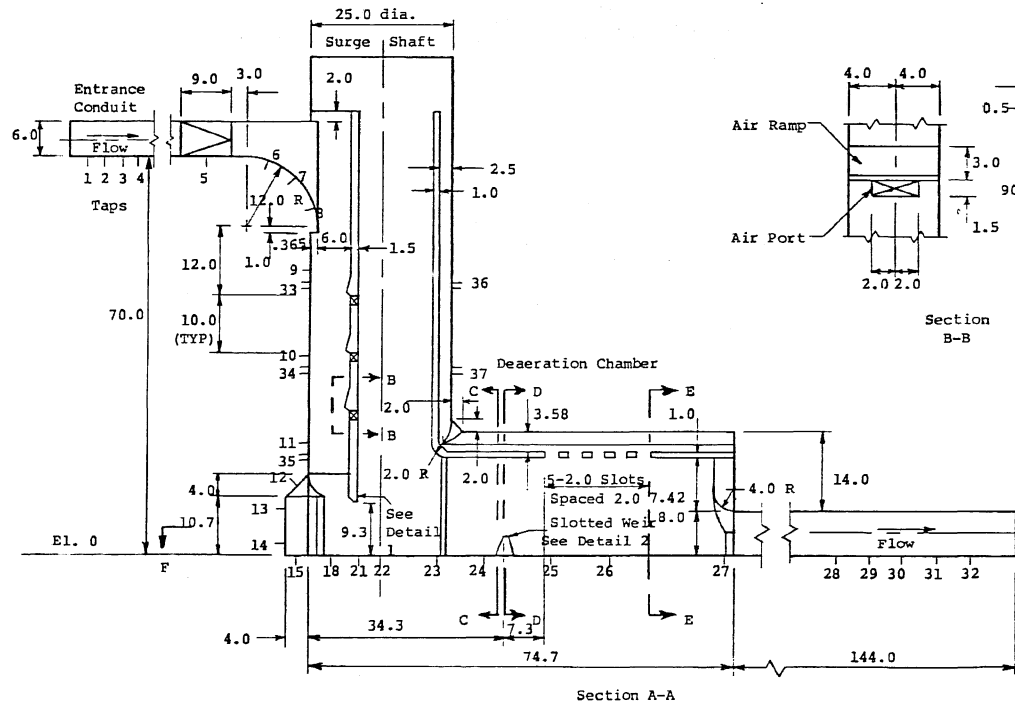 25.0 dia.
Surge Shaft
9.0
3.0
2.0
4.0
4.0
Entrance
Conduit
0.5
6.0
Flow
Air Ramp
3.0
1 2 3 4
5
6
7
8
2.5
1.0
90
Taps
12.0 R
Air Port
1.5
.365
6.0
1.5
12.0
1.0
9
33
36
2.0 2.0
70.0
10.0
(TYP)
Section
B-B
10
34
37
Deaeration Chamber
B
C
D
E
2.0
3.58
1.0
B
11
35
2.0 R
2.0
14.0
12
4.0
5-2.0 Slots
7.42
4.0 R
Spaced 2.0
13
See
Detail
1
Slotted Weir
See Detail 2
8.0
10.7
9.3
14
Flow
El. 0
F
15
18
21
22
23
24
25
26
27
28
29
30
31
32
C
D
E
34.3
7.3
4.0
74.7
144.0
Section A-A